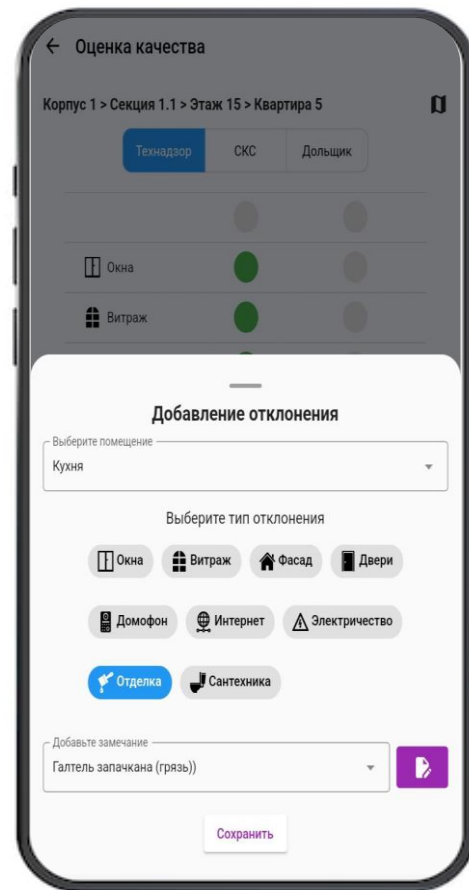 Оценка качества
Корпус 1 > Секция 1.1 > Этаж 15 > Квартира 5
Технадзор СКС Дольщик
Окна
Витраж
Добавление отклонения
Выберите помещение
Кухня
Выберите тип отклонения
Окна Витраж Фасад Двери
Домофон Интернет Электричество
Отделка Сантехника
Добавьте замечание
Галтель запачкана (грязь))
Сохранить